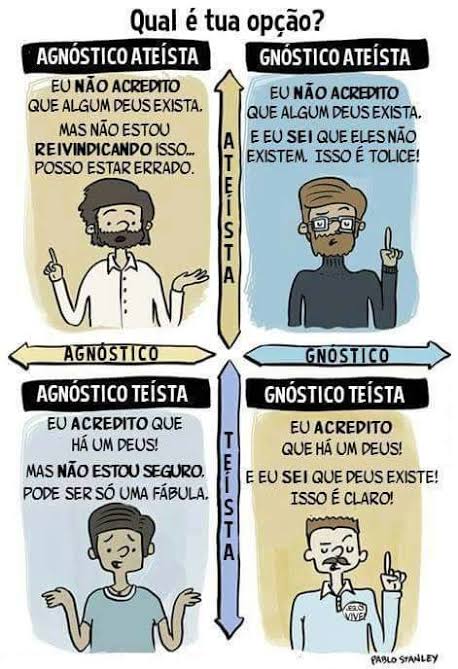 Qual é tua opção?
AGNÓSTICO ATEÍSTA
EU NÃO ACREDITO
QUE ALGUM DEUS EXISTA.
MAS NÃO ESTOU
REIVINDICANDO ISSO...
POSSO ESTAR ERRADO.
GNÓSTICO ATEÍSTA
EU NÃO ACREDITO
QUE ALGUM DEUS EXISTA.
E EU SEI QUE ELES NÃO
EXISTEM. ISSO É TOLICE!
ATEÍSTA
AGNÓSTICO
GNÓSTICO
AGNÓSTICO TEÍSTA
EU ACREDITO QUE
HÁ UM DEUS!
MAS NÃO ESTOU SEGURO.
PODE SER SÓ UMA FÁBULA.
TEÍSTA
GNÓSTICO TEÍSTA
EU ACREDITO
QUE HÁ UM DEUS!
E EU SEI QUE DEUS EXISTE!
ISSO É CLARO!
VIVE!
PABLO STANLEY